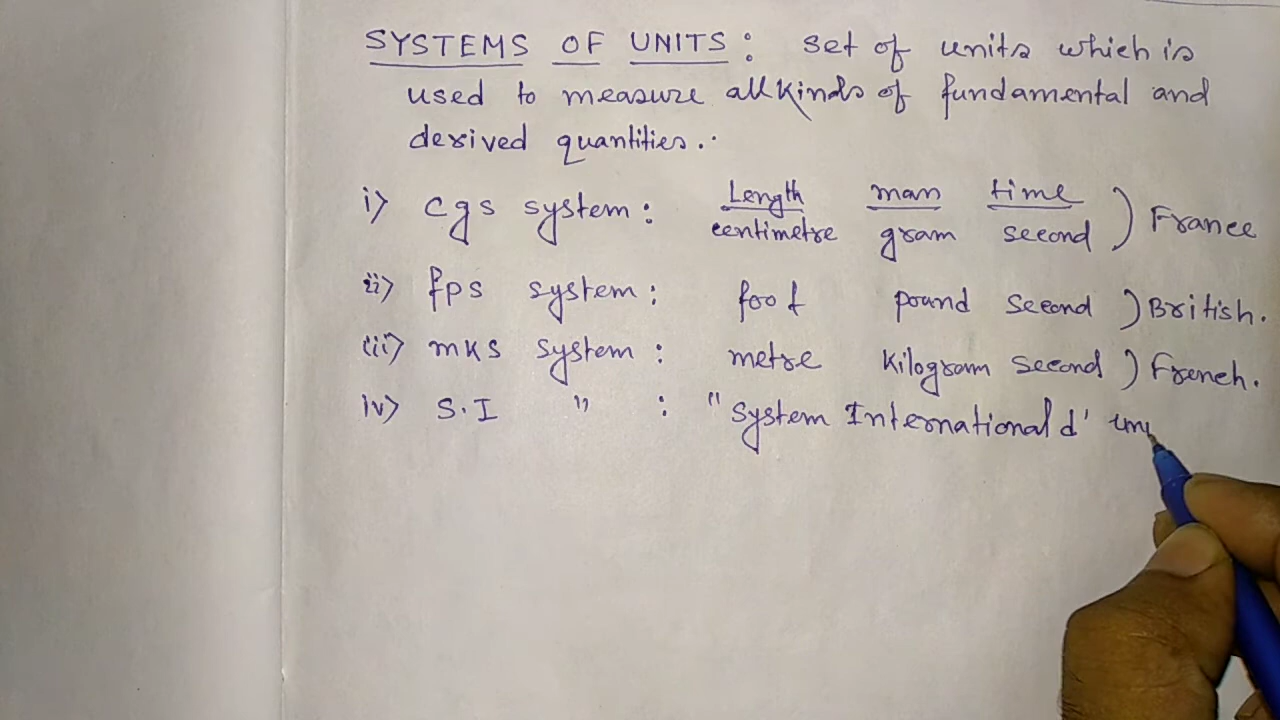 SYSTEMS OF UNITS: set of units which is
used to measure all kinds of fundamental and
derived quantities.
Length mass time
i) cgs system: centimetre gram second ) France
ii) fps system: foot pound second ) British.
iii) mks system: metre kilogram second ) French.
iv) S.I " : "System International d'